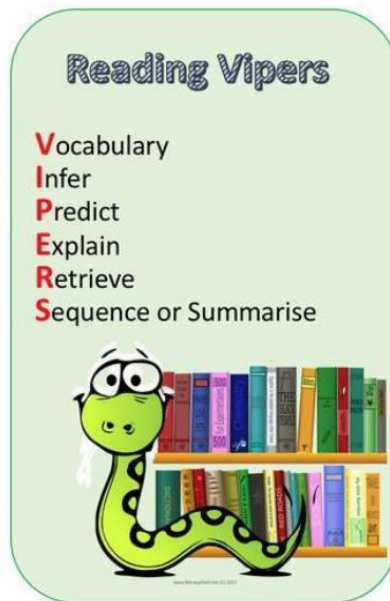 Reading Vipers
Vocabulary
Infer
Predict
Explain
Retrieve
Sequence or Summarise